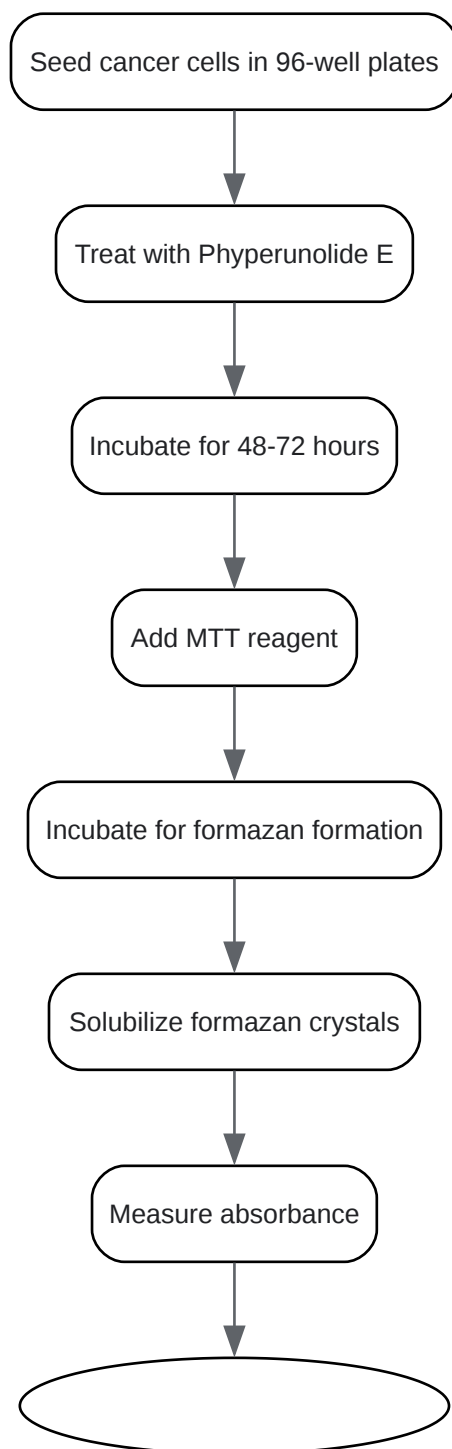 Seed cancer cells in 96-well plates
Treat with Phyperunolide E
Incubate for 48-72 hours
Add MTT reagent
Incubate for formazan formation
Solubilize formazan crystals
Measure absorbance